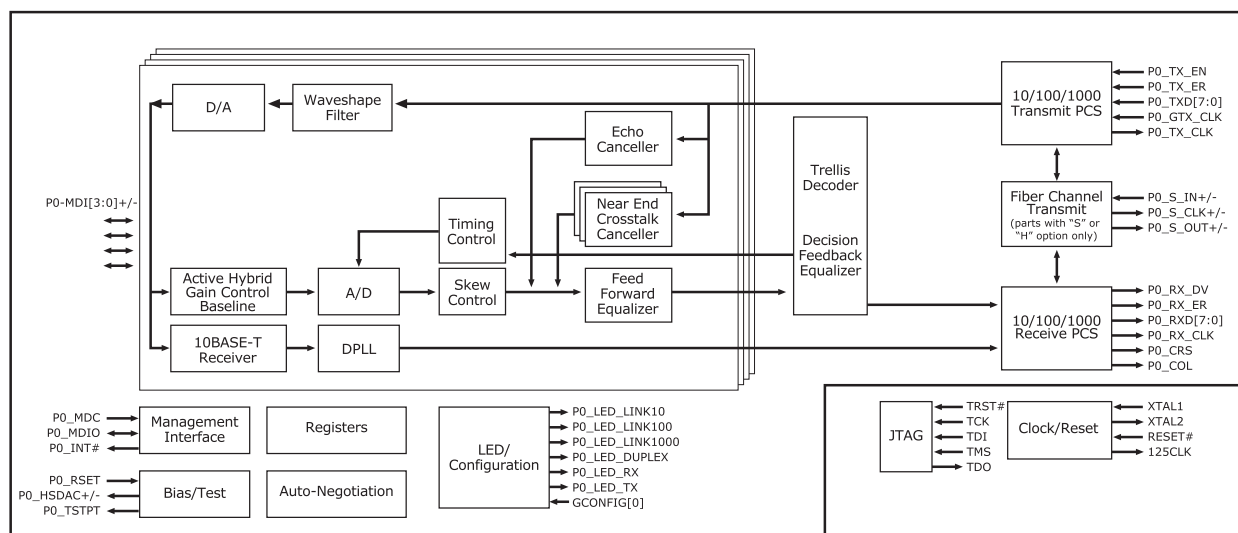 D/A
Waveshape
Filter
10/100/1000
Transmit PCS
P0_TX_EN
P0_TX_ER
P0_TXD[7:0]
P0_GTX_CLK
P0_TX_CLK
Echo
Canceller
Trellis
Decoder
Decision
Feedback
Equalizer
P0-MDI[3:0]+/-
Timing
Control
Near End
Crosstalk
Canceller
Fiber Channel
Transmit
(parts with “S” or
“H” option only)
P0_S_IN+/-
P0_S_CLK+/-
P0_S_OUT+/-
Active Hybrid
Gain Control
Baseline
A/D
Skew
Control
Feed
Forward
Equalizer
10BASE-T
Receiver
DPLL
10/100/1000
Receive PCS
P0_RX_DV
P0_RX_ER
P0_RXD[7:0]
P0_RX_CLK
P0_CRS
P0_COL
P0_MDC
P0_MDIO
P0_INT#
Management
Interface
Registers
LED/
Configuration
P0_LED_LINK10
P0_LED_LINK100
P0_LED_LINK1000
P0_LED_DUPLEX
P0_LED_RX
P0_LED_TX
GCONFIG[0]
JTAG
TRST#
TCK
TDI
TMS
TDO
Clock/Reset
XTAL1
XTAL2
RESET#
125CLK
P0_RSET
P0_HSDAC+/-
P0_TSTPT
Bias/Test
Auto-Negotiation